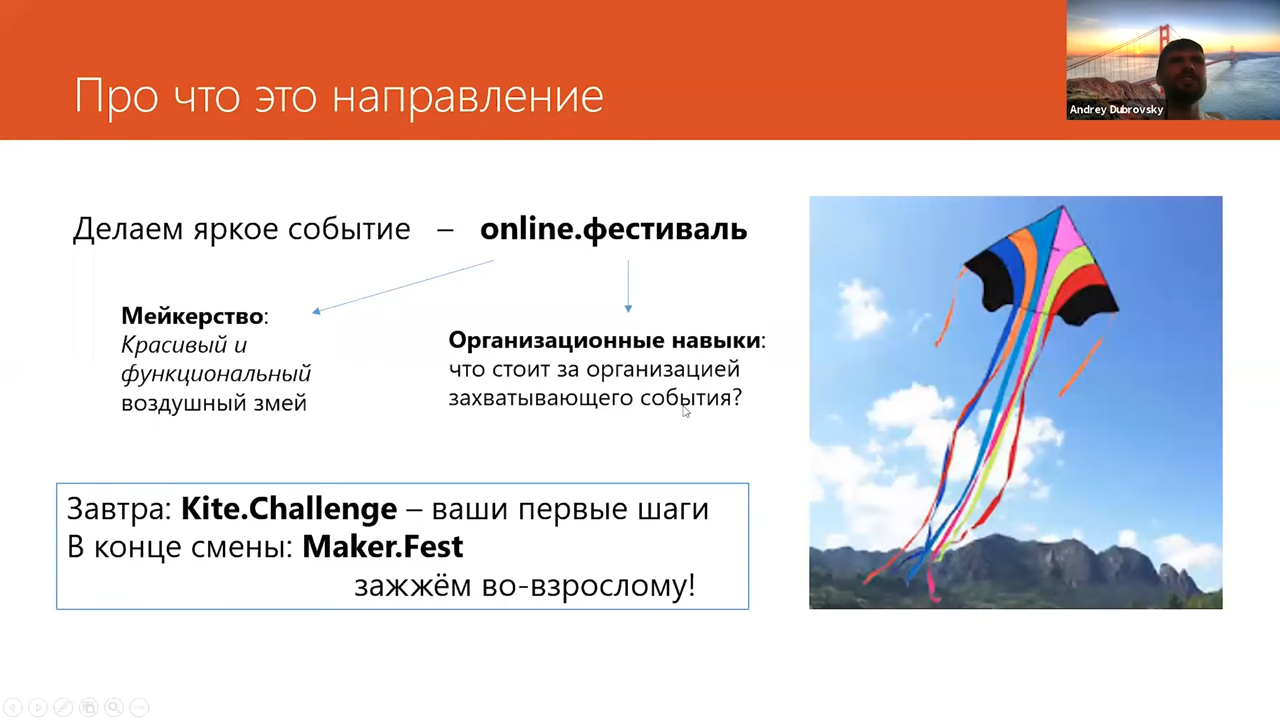 Про что это направление
Andrey Dubrovsky
Делаем яркое событие – online.фестиваль
Мейкерство:
Красивый и
функциональный
воздушный змей
Организационные навыки:
что стоит за организацией
захватывающего события?
Завтра: Kite.Challenge – ваши первые шаги
В конце смены: Maker.Fest
зажжём во-взрослому!